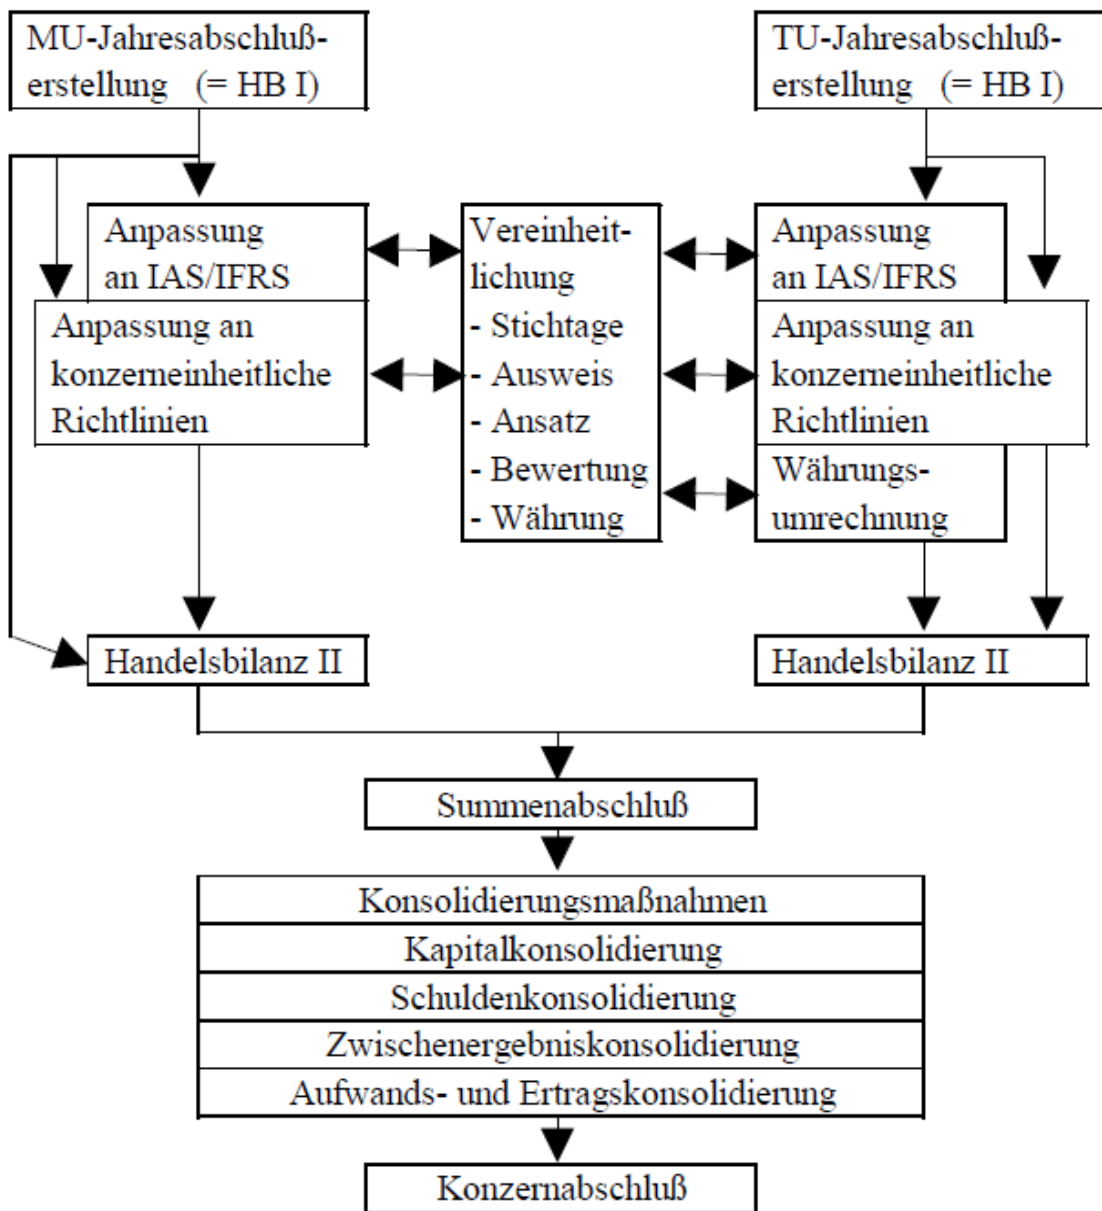 MU-Jahresabschluß-
erstellung (= HB I)
TU-Jahresabschluß-
erstellung (= HB I)
Anpassung
an IAS/IFRS
Anpassung an
konzerneinheitliche
Richtlinien
Vereinheit-
lichung
- Stichtage
- Ausweis
- Ansatz
- Bewertung
- Währung
Anpassung
an IAS/IFRS
Anpassung an
konzerneinheitliche
Richtlinien
Währungs-
umrechnung
Handelsbilanz II
Handelsbilanz II
Summenabschluß
Konsolidierungsmaßnahmen
Kapitalkonsolidierung
Schuldenkonsolidierung
Zwischenergebniskonsolidierung
Aufwands- und Ertragskonsolidierung
Konzernabschluß